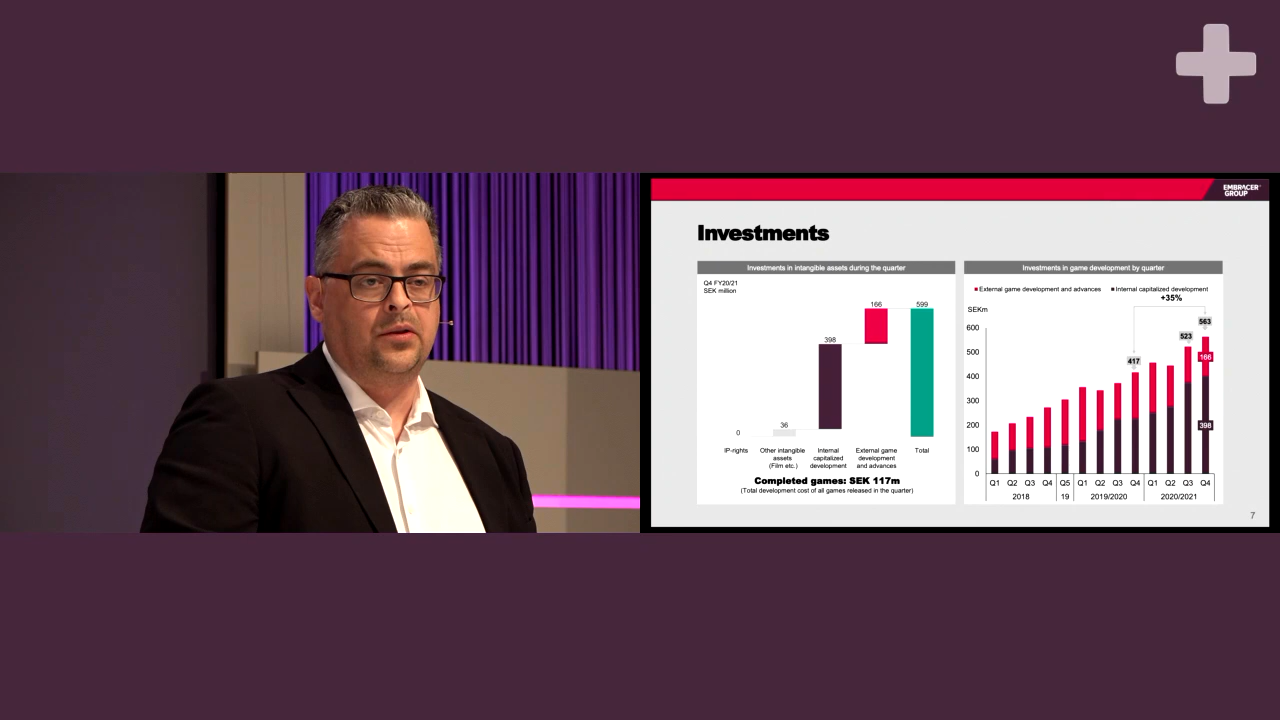 EMBRACER
GROUP
Investments
Investments in intangible assets during the quarter
Q4 FY20/21
SEK million
0
36
398
166
599
IP-rights
Other intangible
assets
(Film etc.)
Internal
capitalized
development
External game
development
and advances
Total
Completed games: SEK 117m
(Total development cost of all games released in the quarter)
Investments in game development by quarter
External game development and advances
Internal capitalized development
+35%
SEKm
600
500
400
300
200
100
0
417
523
563
166
398
Q1 Q2 Q3 Q4 Q5 Q1 Q2 Q3 Q4 Q1 Q2 Q3 Q4
2018 19 2019/2020 2020/2021
7